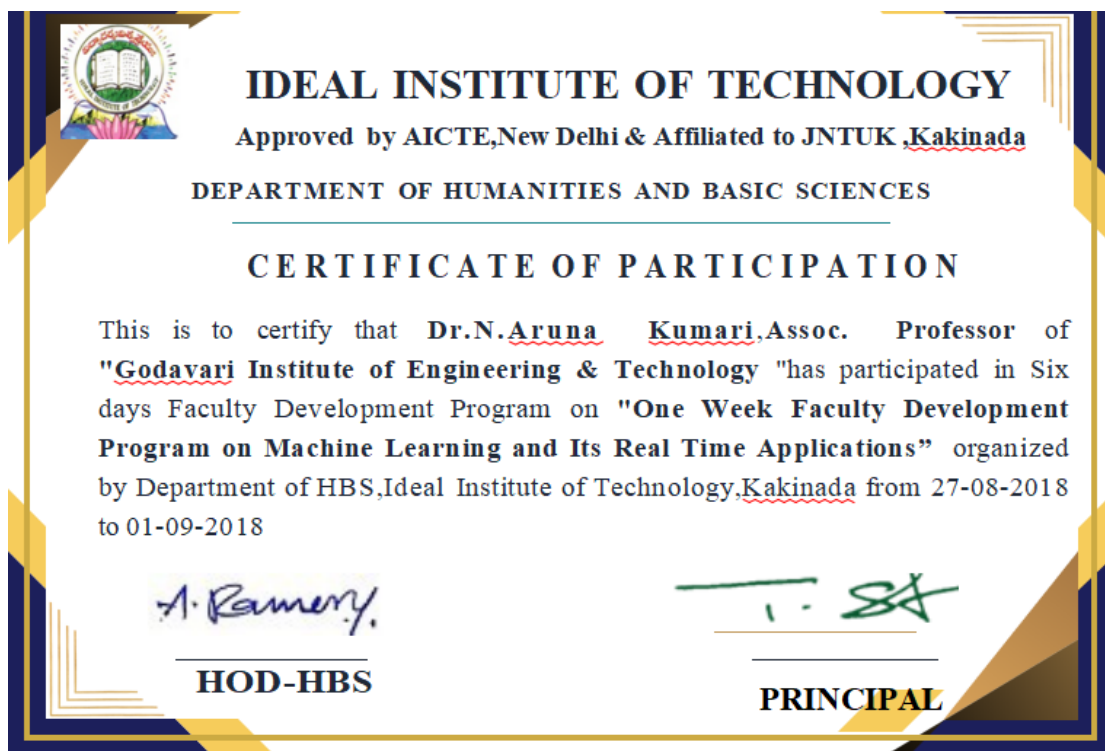 IDEAL INSTITUTE OF TECHNOLOGY
Approved by AICTE,New Delhi & Affiliated to JNTUK ,Kakinada
DEPARTMENT OF HUMANITIES AND BASIC SCIENCES
CERTIFICATE OF PARTICIPATION
This is to certify that Dr.N.Aruna Kumari,Assoc. Professor of
"Godavari Institute of Engineering & Technology "has participated in Six
days Faculty Development Program on "One Week Faculty Development
Program on Machine Learning and Its Real Time Applications” organized
by Department of HBS,Ideal Institute of Technology,Kakinada from 27-08-2018
to 01-09-2018
HOD-HBS
PRINCIPAL